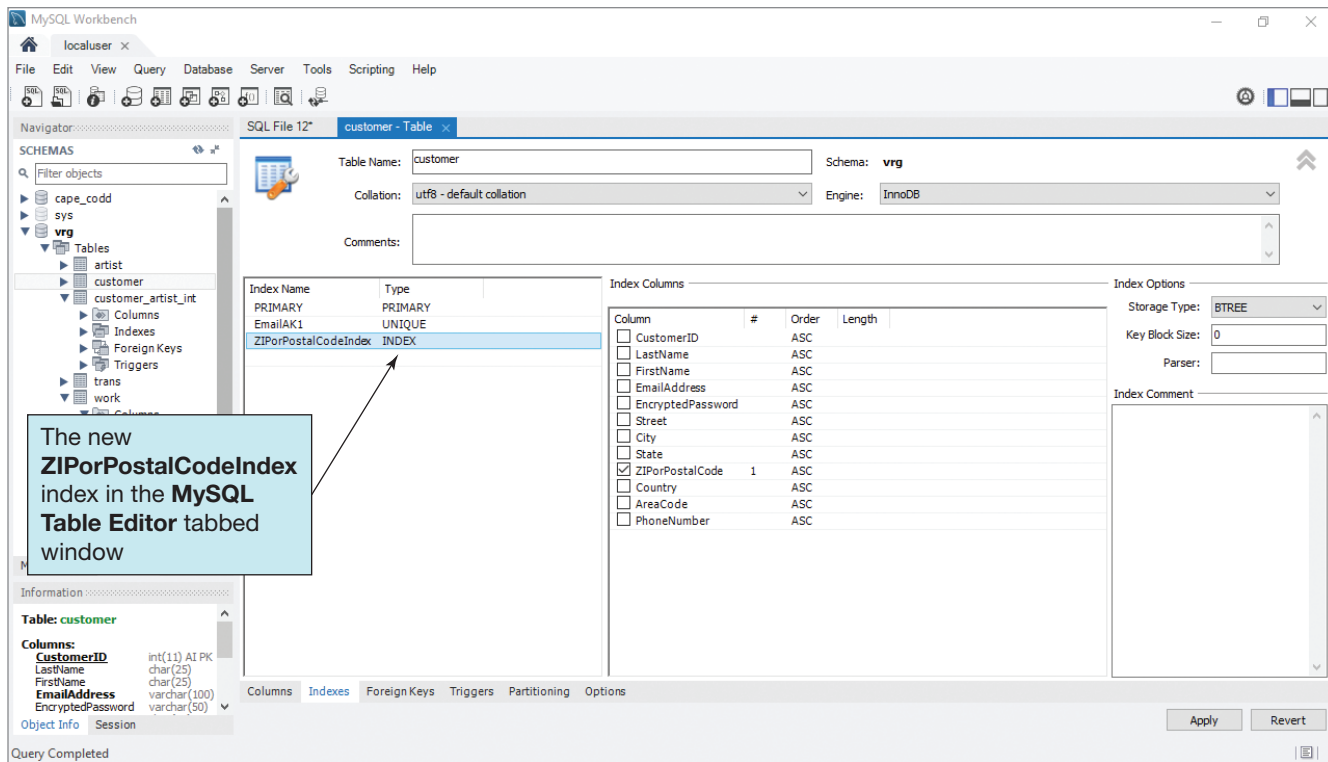 MySQL Workbench
localuser
File Edit View Query Database Server Tools Scripting Help
Navigator
SCHEMAS
Filter objects
cape_codd
sys
vrg
Tables
artist
customer
customer_artist_int
Columns
Indexes
Foreign Keys
Triggers
trans
work
SQL File 12*
customer - Table
Table Name: customer Schema: vrg
Collation: utf8 - default collation Engine: InnoDB
Comments:
Index Name Type
PRIMARY PRIMARY
EmailAK1 UNIQUE
ZIPorPostalCodeIndex INDEX
Index Columns
Column # Order Length
CustomerID ASC
LastName ASC
FirstName ASC
EmailAddress ASC
EncryptedPassword ASC
Street ASC
City ASC
State ASC
ZIPorPostalCode 1 ASC
Country ASC
AreaCode ASC
PhoneNumber ASC
Index Options
Storage Type: BTREE
Key Block Size: 0
Parser:
Index Comment
The new
ZIPorPostalCodeIndex
index in the MySQL
Table Editor tabbed
window
Information
Table: customer
Columns:
CustomerID int(11) AI PK
LastName char(25)
FirstName char(25)
EmailAddress varchar(100)
EncryptedPassword varchar(50)
Object Info Session
Columns Indexes Foreign Keys Triggers Partitioning Options
Apply Revert
Query Completed